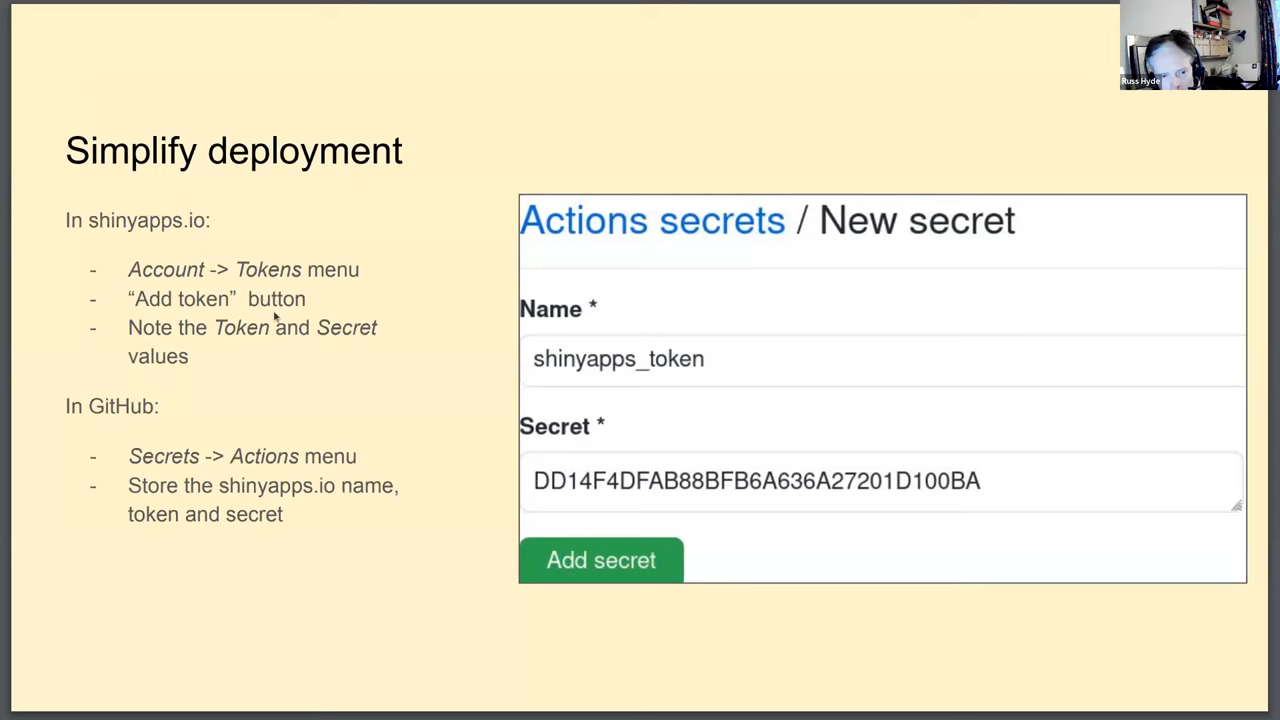 Russ Hyde
Simplify deployment
In shinyapps.io:
- Account -> Tokens menu
- “Add token” button
- Note the Token and Secret
values
In GitHub:
- Secrets -> Actions menu
- Store the shinyapps.io name,
token and secret
Actions secrets / New secret
Name *
shinyapps_token
Secret *
DD14F4DFAB88BFB6A636A27201D100BA
Add secret